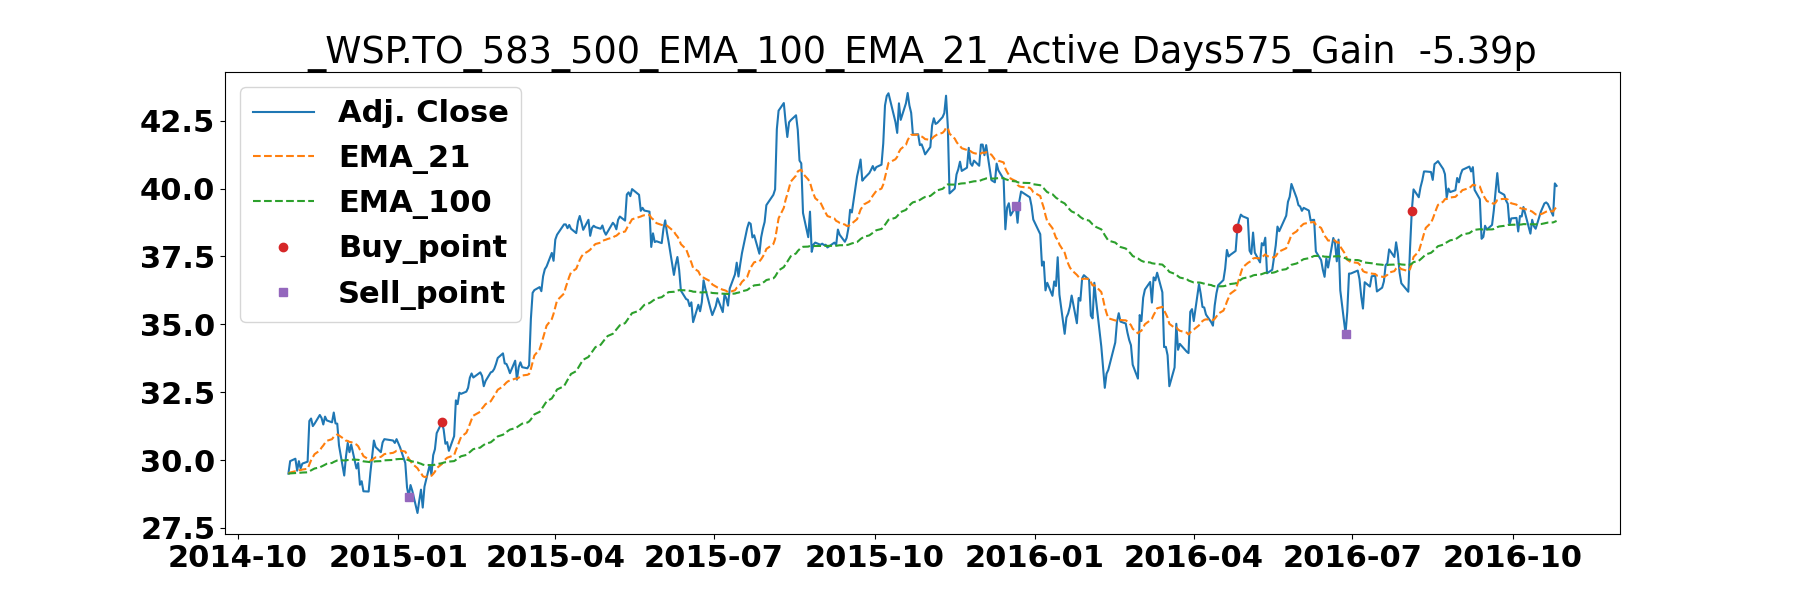 _WSP.TO_583_500_EMA_100_EMA_21_Active Days575_Gain  -5.39p
Adj. Close
EMA_21
EMA_100
Buy_point
Sell_point
42.5
40.0
37.5
35.0
32.5
30.0
27.5
2014-10 2015-01 2015-04 2015-07 2015-10 2016-01 2016-04 2016-07 2016-10